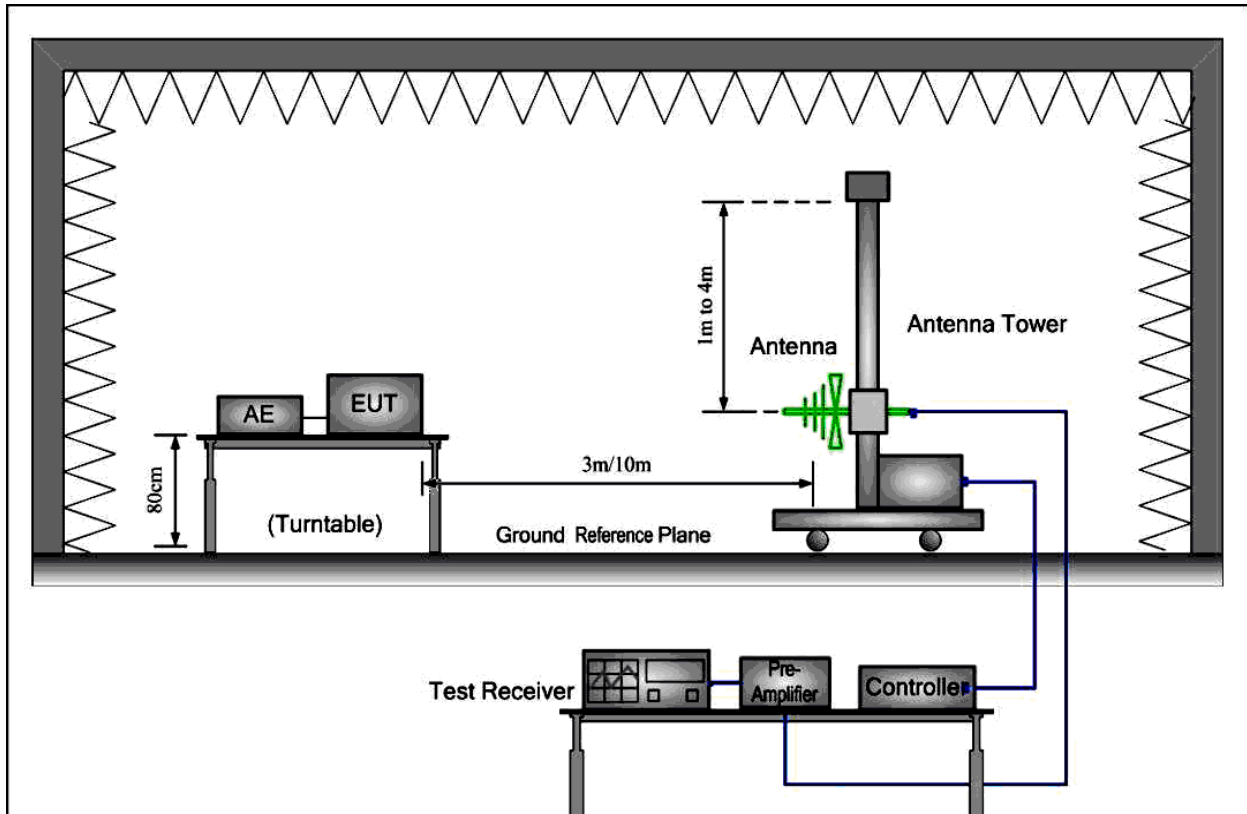 1m to 4m
Antenna Tower
Antenna
AE
EUT
3m/10m
80cm
(Turntable)
Ground Reference Plane
Test Receiver
Pre-
Amplifier
Controller